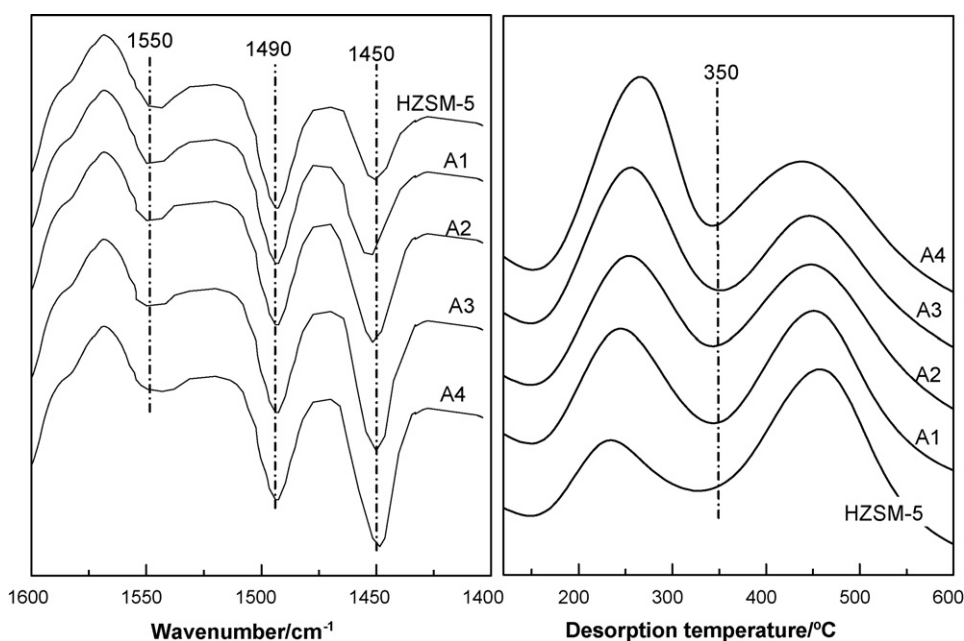 1550
1490
1450
HZSM-5
A1
A2
A3
A4
1600
1550
1500
1450
1400
Wavenumber/cm⁻¹
350
A4
A3
A2
A1
HZSM-5
200
300
400
500
600
Desorption temperature/ºC